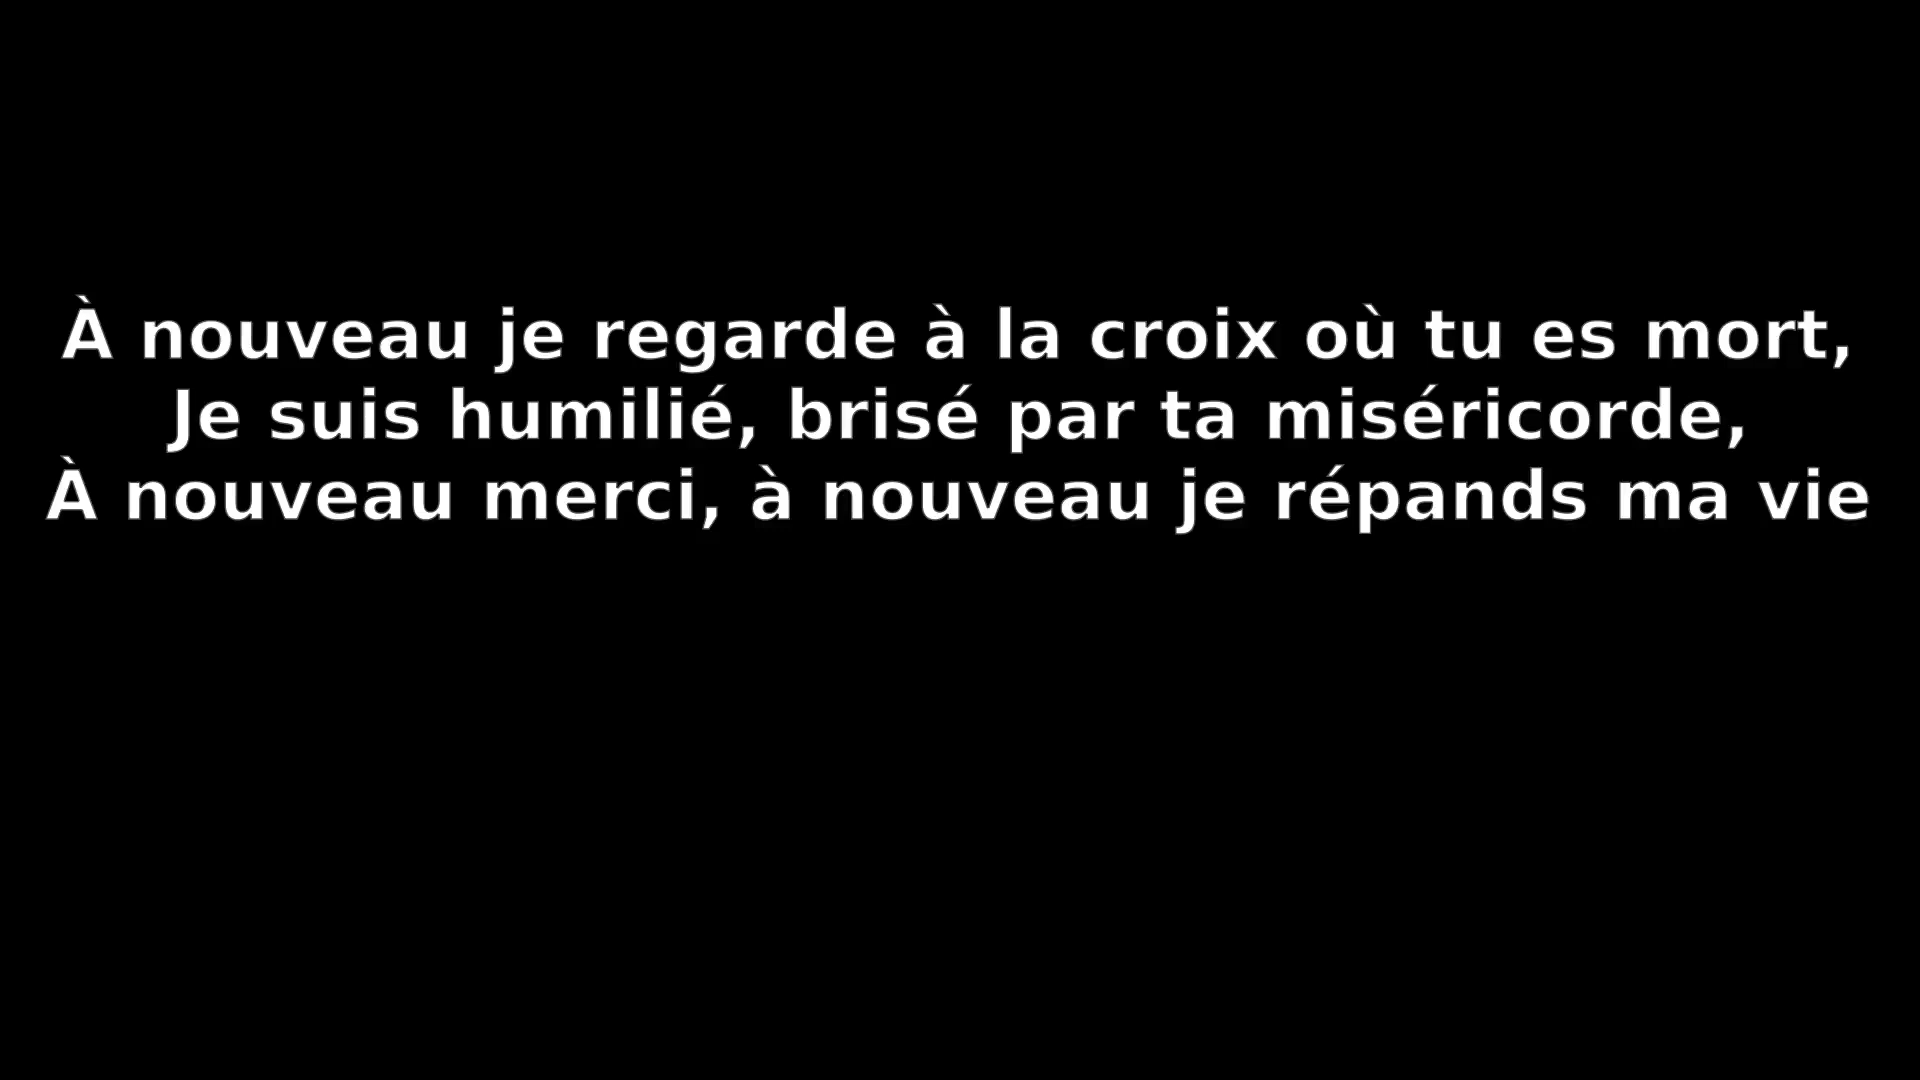 À nouveau je regarde à la croix où tu es mort,
Je suis humilié, brisé par ta miséricorde,
À nouveau merci, à nouveau je répands ma vie